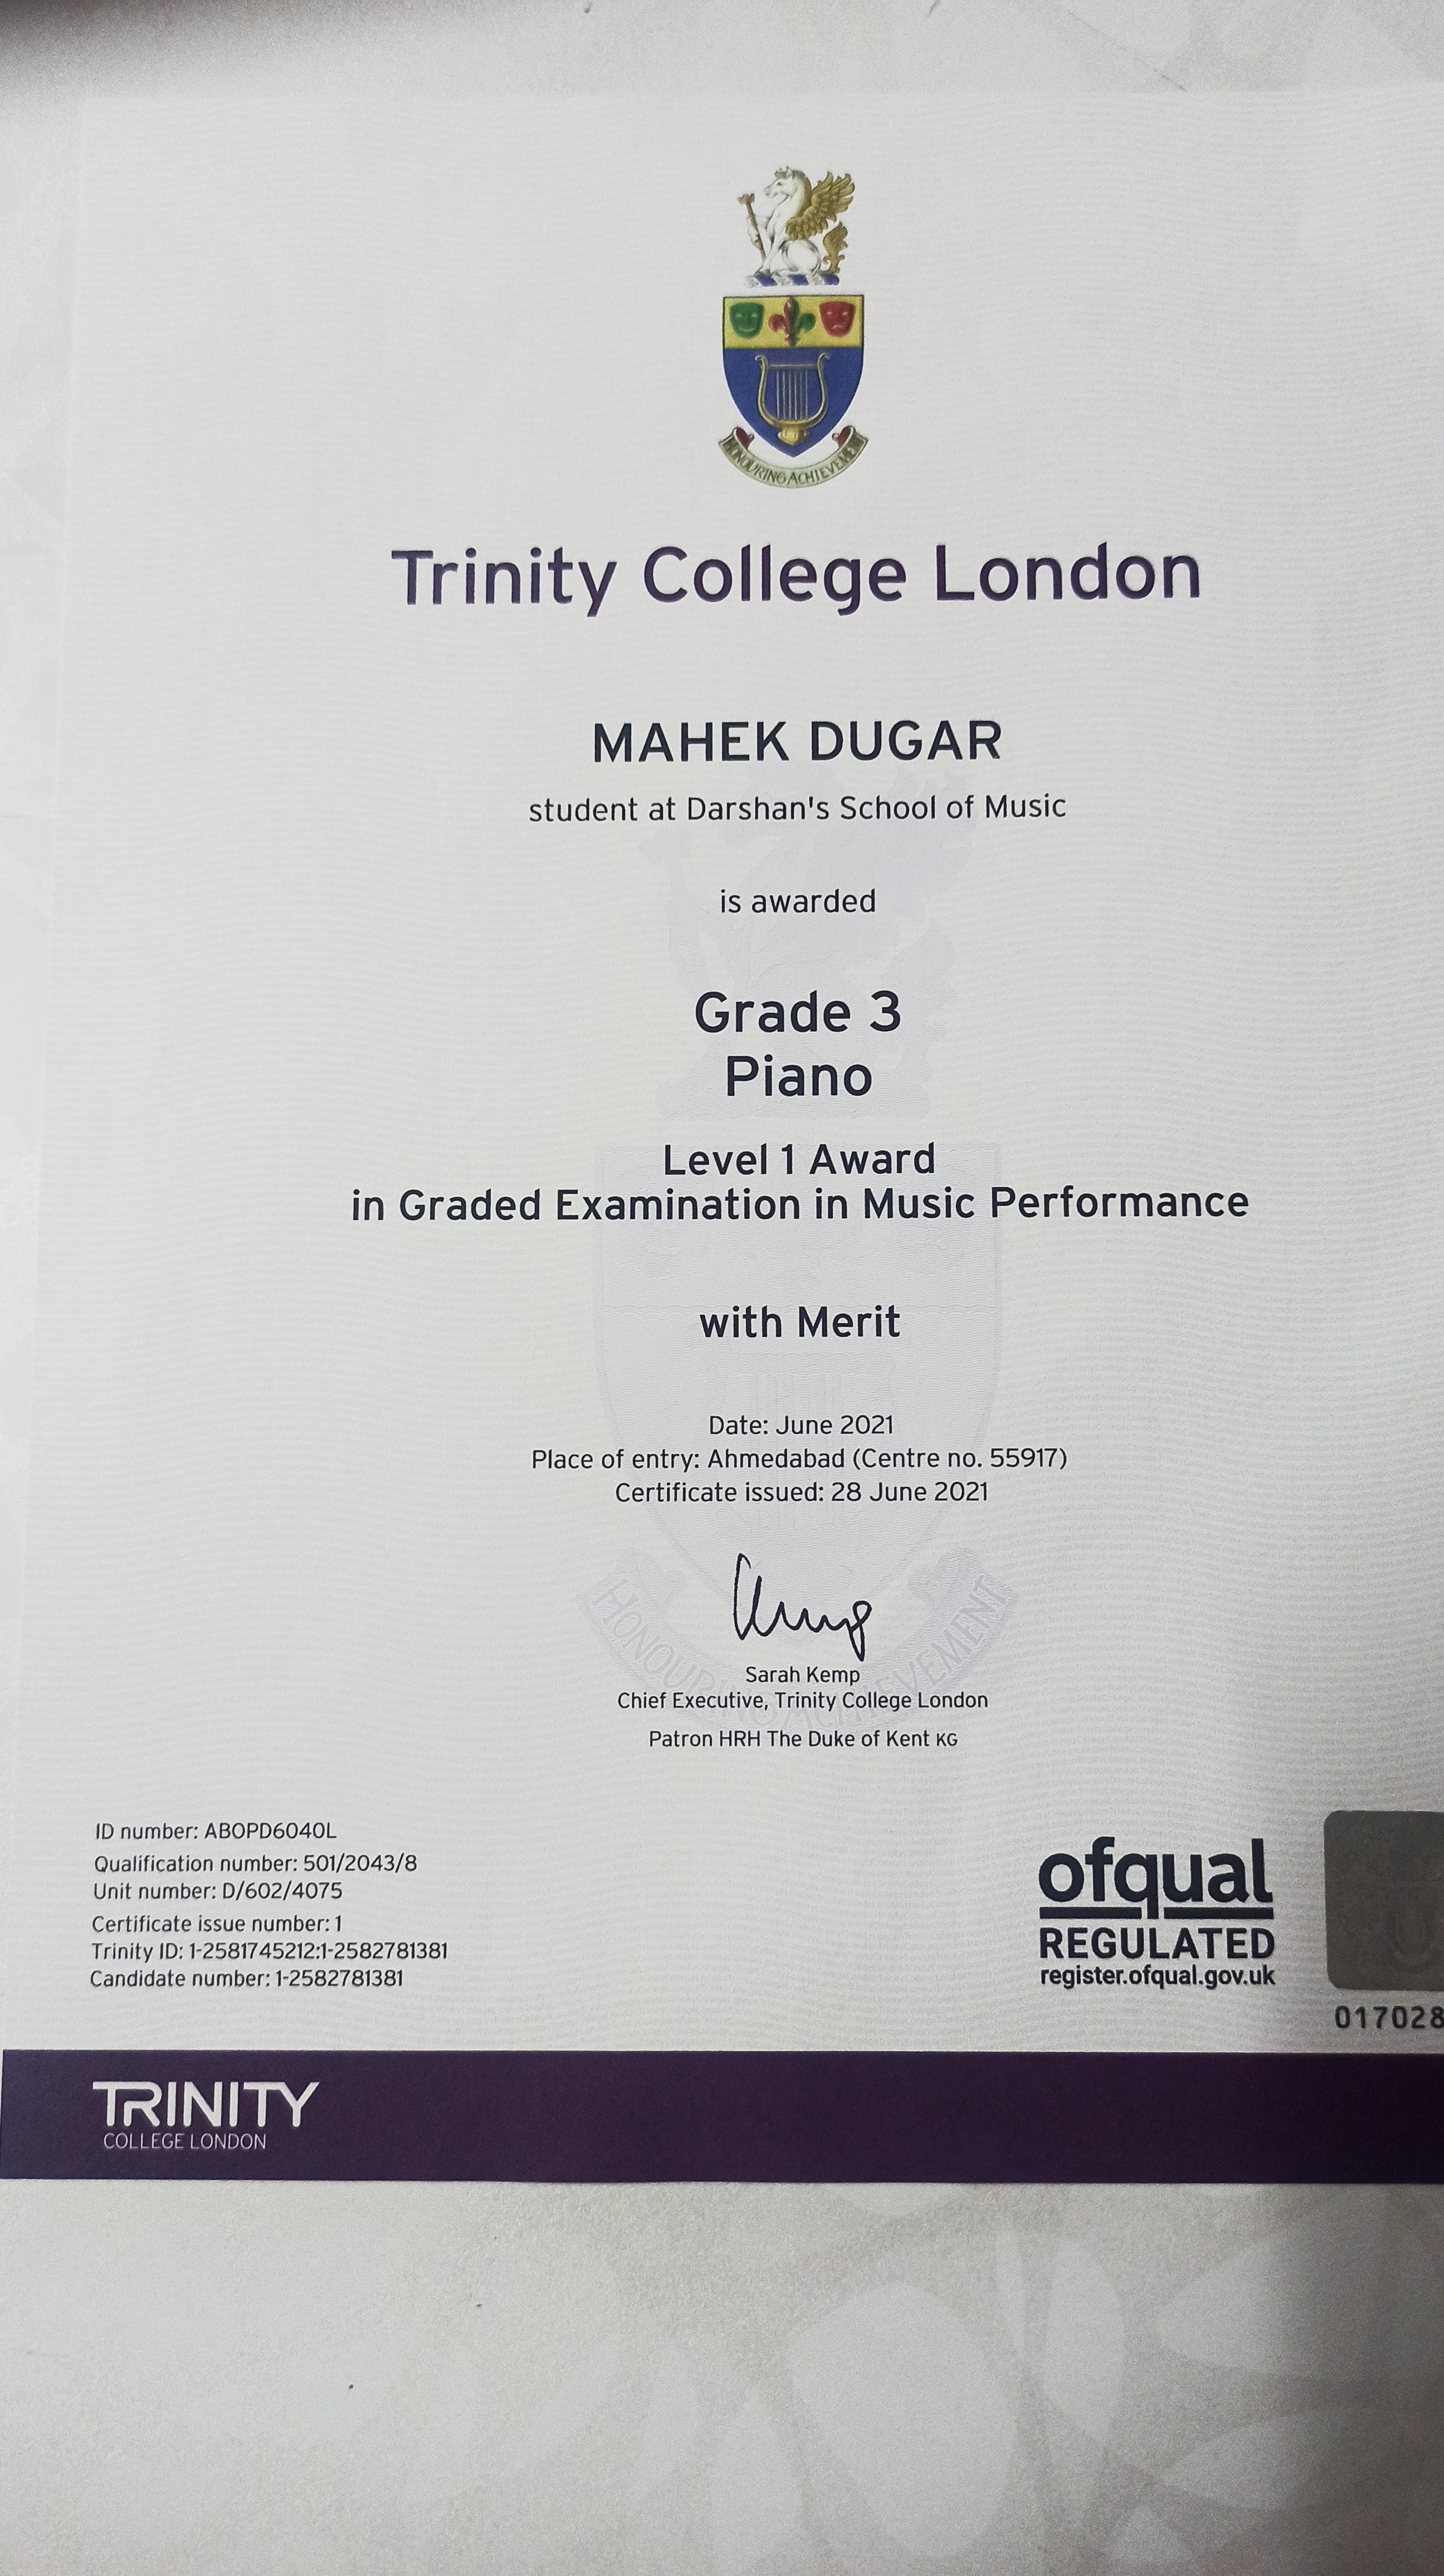 HONOURING ACHIEVEMENT
Trinity College London
MAHEK DUGAR
student at Darshan's School of Music
is awarded
Grade 3
Piano
Level 1 Award
in Graded Examination in Music Performance
with Merit
Date: June 2021
Place of entry: Ahmedabad (Centre no. 55917)
Certificate issued: 28 June 2021
HONOURING ACHIEVEMENT
Sarah Kemp
Chief Executive, Trinity College London
Patron HRH The Duke of Kent KG
ID number: ABOPD6040L
Qualification number: 501/2043/8
Unit number: D/602/4075
Certificate issue number: 1
Trinity ID: 1-2581745212:1-2582781381
Candidate number: 1-2582781381
ofqual
REGULATED
register.ofqual.gov.uk
017028
TRINITY
COLLEGE LONDON